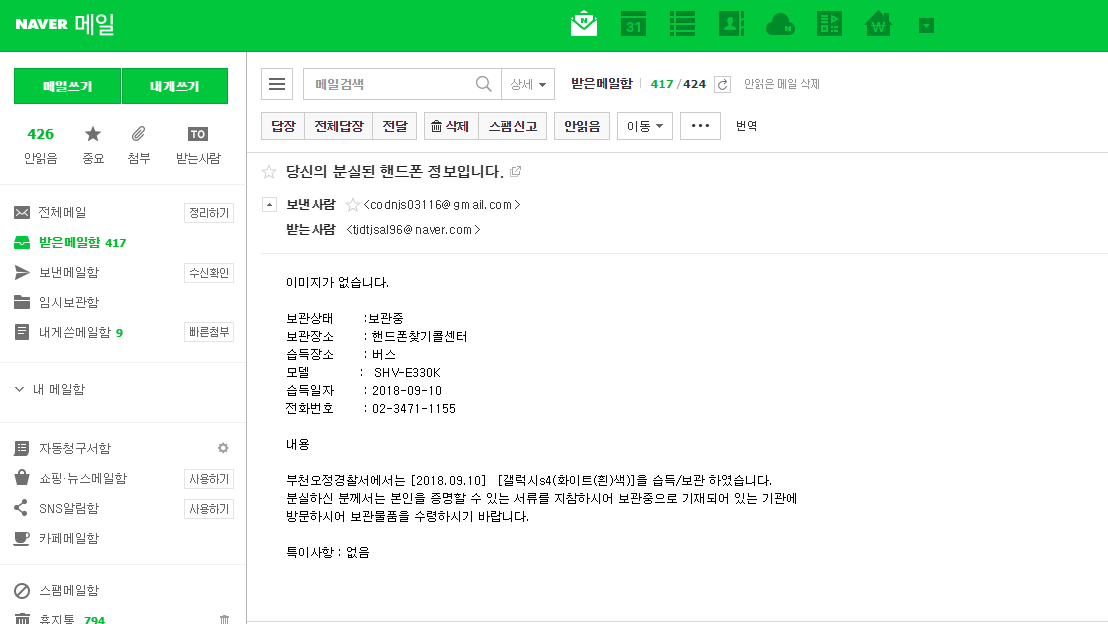 NAVER 메일
31
W
메일쓰기 내게쓰기
메일검색 상세 받은메일함 417 / 424 안읽은 메일 삭제
답장 전체답장 전달 삭제 스팸신고 안읽음 이동 ••• 번역
426 TO
안읽음 중요 첨부 받는사람
전체메일 정리하기
받은메일함 417
보낸메일함 수신확인
임시보관함
내게쓴메일함 9 빠른첨부
내 메일함
자동청구서함
쇼핑·뉴스메일함 사용하기
SNS알림함 사용하기
카페메일함
스팸메일함
휴지통 794
당신의 분실된 핸드폰 정보입니다.
보낸사람 <codnjs03116@gmail.com>
받는사람 <tjdtjsal96@naver.com>
이미지가 없습니다.
보관상태 :보관중
보관장소 : 핸드폰찾기콜센터
습득장소 : 버스
모델 : SHV-E330K
습득일자 : 2018-09-10
전화번호 : 02-3471-1155
내용
부천오정경찰서에서는 [2018.09.10] [갤럭시s4(화이트(흰)색)]을 습득/보관 하였습니다.
분실하신 분께서는 본인을 증명할 수 있는 서류를 지참하시어 보관중으로 기재되어 있는 기관에
방문하시어 보관물품을 수령하시기 바랍니다.
특이사항 : 없음